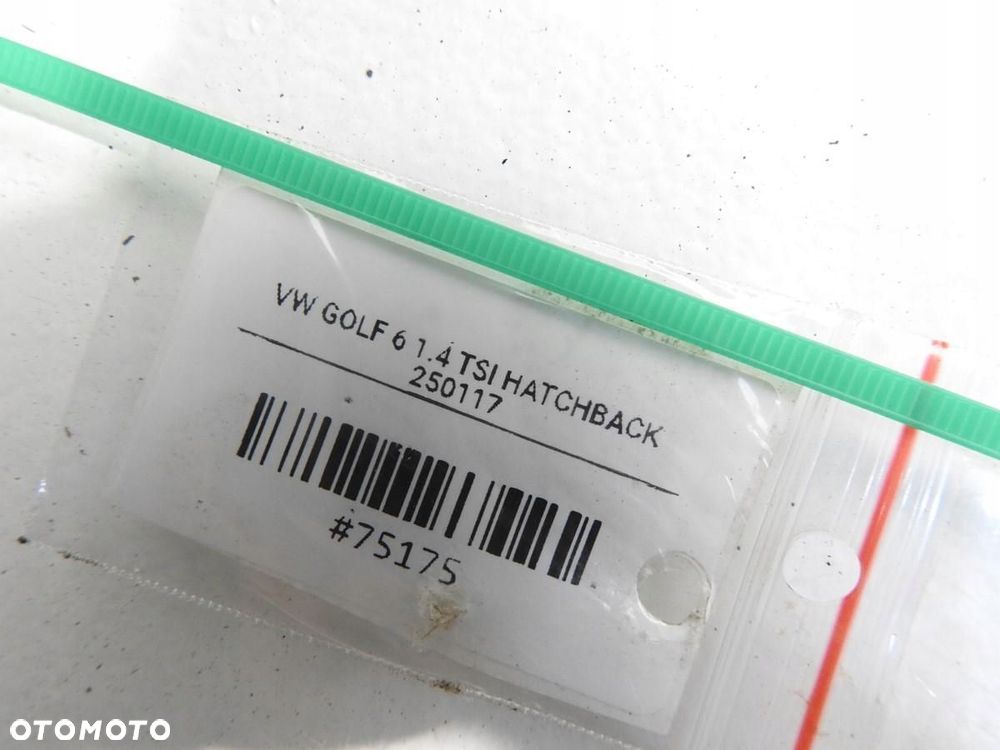 VW GOLF 6 1.4 TSI HATCHBACK
250117
#75175
OTOMOTO